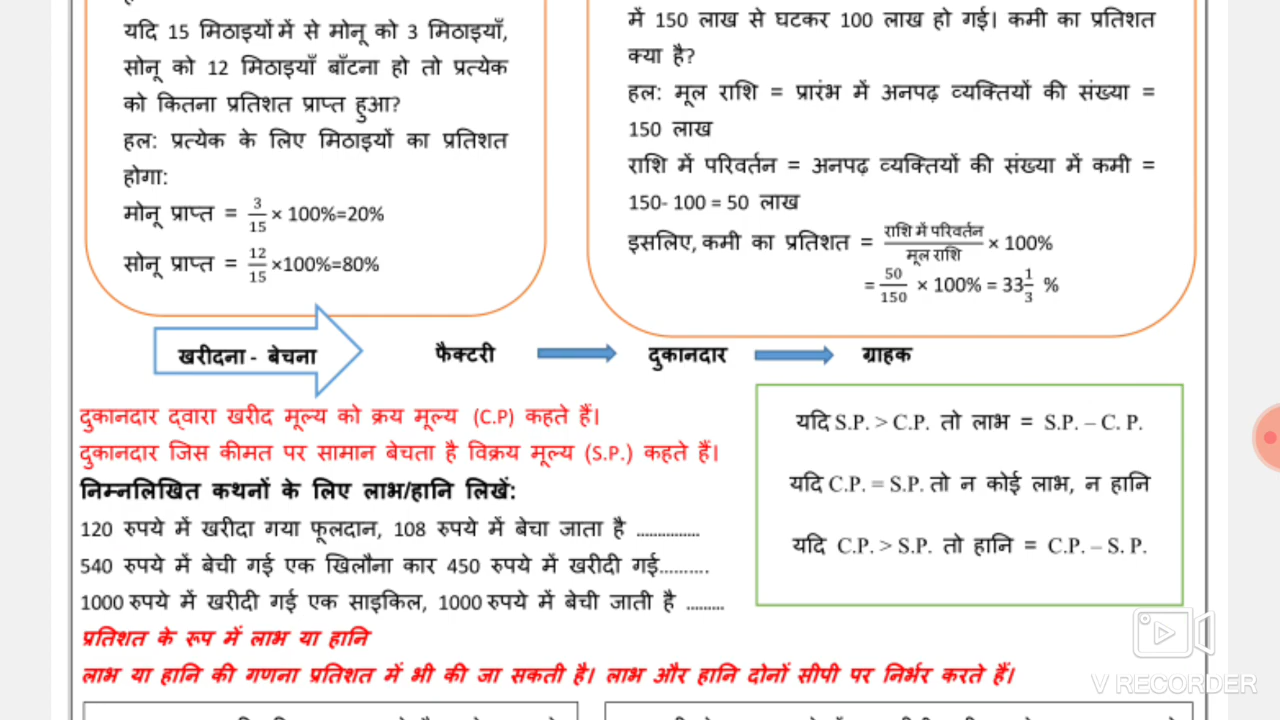 यदि 15 मिठाइयों में से मोनू को 3 मिठाइयाँ,
सोनू को 12 मिठाइयाँ बाँटना हो तो प्रत्येक
को कितना प्रतिशत प्राप्त हुआ?
हल: प्रत्येक के लिए मिठाइयों का प्रतिशत
होगा:
मोनू प्राप्त = 3/15 × 100%=20%
सोनू प्राप्त = 12/15 ×100%=80%
में 150 लाख से घटकर 100 लाख हो गई। कमी का प्रतिशत
क्या है?
हल: मूल राशि = प्रारंभ में अनपढ़ व्यक्तियों की संख्या =
150 लाख
राशि में परिवर्तन = अनपढ़ व्यक्तियों की संख्या में कमी =
150- 100 = 50 लाख
इसलिए, कमी का प्रतिशत = राशि में परिवर्तन/मूल राशि × 100%
= 50/150 × 100% = 33 1/3 %
खरीदना - बेचना फैक्टरी दुकानदार ग्राहक
दुकानदार द्वारा खरीद मूल्य को क्रय मूल्य (C.P) कहते हैं।
दुकानदार जिस कीमत पर सामान बेचता है विक्रय मूल्य (S.P.) कहते हैं।
निम्नलिखित कथनों के लिए लाभ/हानि लिखें:
120 रुपये में खरीदा गया फूलदान, 108 रुपये में बेचा जाता है ...............
540 रुपये में बेची गई एक खिलौना कार 450 रुपये में खरीदी गई..........
1000 रुपये में खरीदी गई एक साइकिल, 1000 रुपये में बेची जाती है .........
यदि S.P. > C.P. तो लाभ = S.P. – C. P.
यदि C.P. = S.P. तो न कोई लाभ, न हानि
यदि C.P. > S.P. तो हानि = C.P. – S. P.
प्रतिशत के रूप में लाभ या हानि
लाभ या हानि की गणना प्रतिशत में भी की जा सकती है। लाभ और हानि दोनों सीपी पर निर्भर करते हैं।
V RECORDER